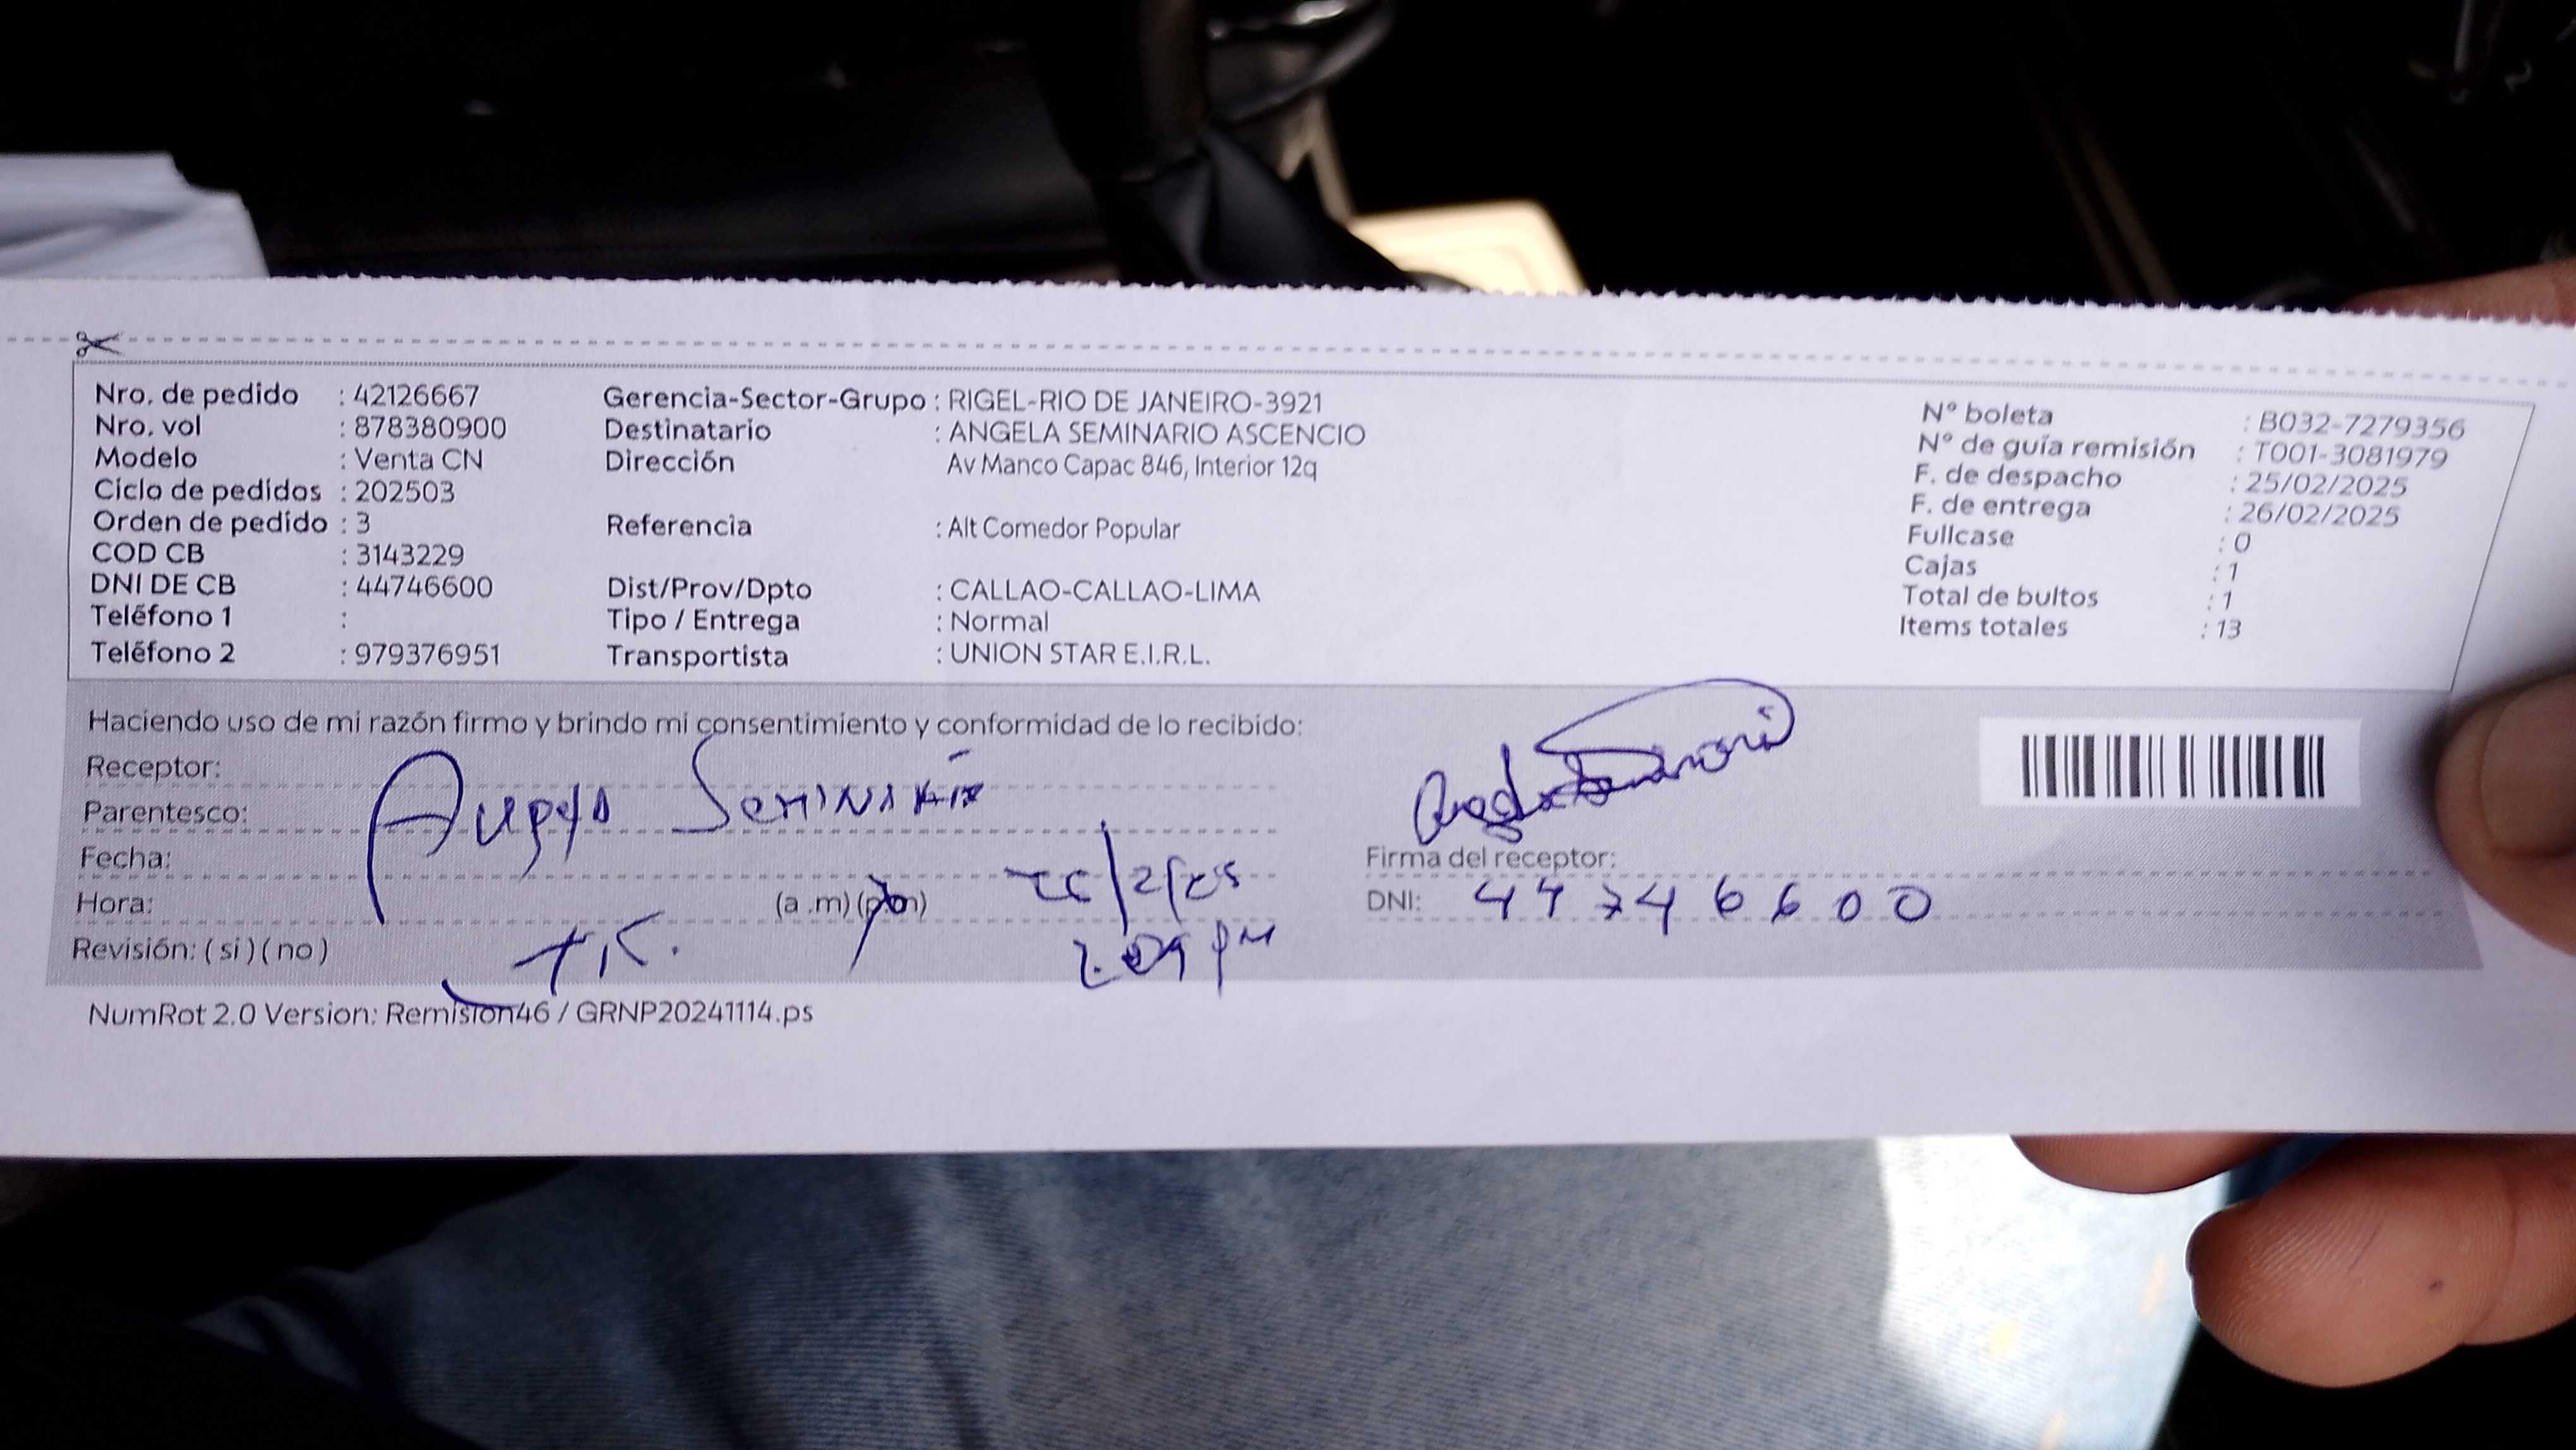 Nro. de pedido : 42126667
Nro. vol : 878380900
Modelo : Venta CN
Ciclo de pedidos : 202503
Orden de pedido : 3
COD CB : 3143229
DNI DE CB : 44746600
Teléfono 1 :
Teléfono 2 : 979376951
Gerencia-Sector-Grupo : RIGEL-RIO DE JANEIRO-3921
Destinatario : ANGELA SEMINARIO ASCENCIO
Dirección Av Manco Capac 846, Interior 12q
Referencia : Alt Comedor Popular
Dist/Prov/Dpto : CALLAO-CALLAO-LIMA
Tipo / Entrega : Normal
Transportista : UNION STAR E.I.R.L.
N° boleta : B032-7279356
N° de guía remisión : T001-3081979
F. de despacho : 25/02/2025
F. de entrega : 26/02/2025
Fullcase : 0
Cajas : 1
Total de bultos : 1
Items totales : 13
Haciendo uso de mi razón firmo y brindo mi consentimiento y conformidad de lo recibido:
Receptor:
Parentesco: Seminario
Fecha:
Hora: (a .m) (pm)
Revisión: ( si ) ( no )
Firma del receptor:
DNI: 44746600
NumRot 2.0 Version: Remision46 / GRNP20241114.ps